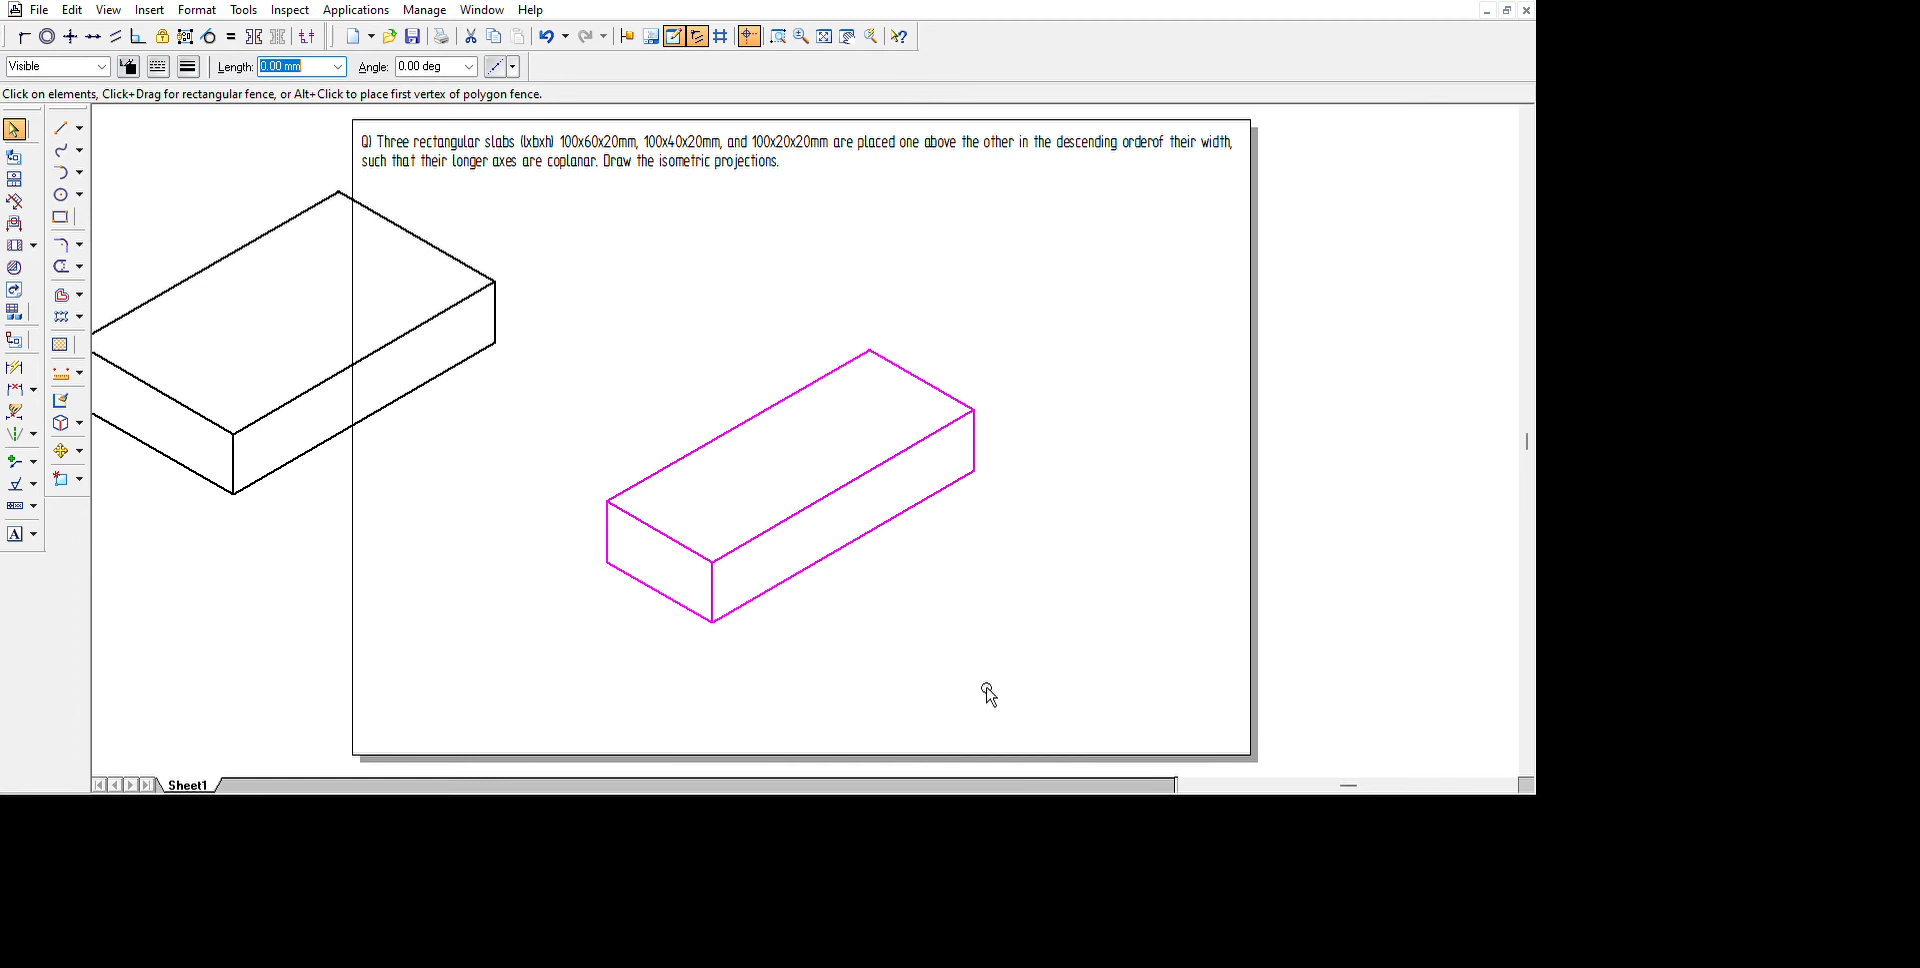 File Edit View Insert Format Tools Inspect Applications Manage Window Help
Visible Length: 0.00 mm Angle: 0.00 deg
Click on elements, Click+Drag for rectangular fence, or Alt+Click to place first vertex of polygon fence.
Q) Three rectangular slabs (lxbxh) 100x60x20mm, 100x40x20mm, and 100x20x20mm are placed one above the other in the descending orderof their width,
such that their longer axes are coplanar. Draw the isometric projections.
A
Sheet1